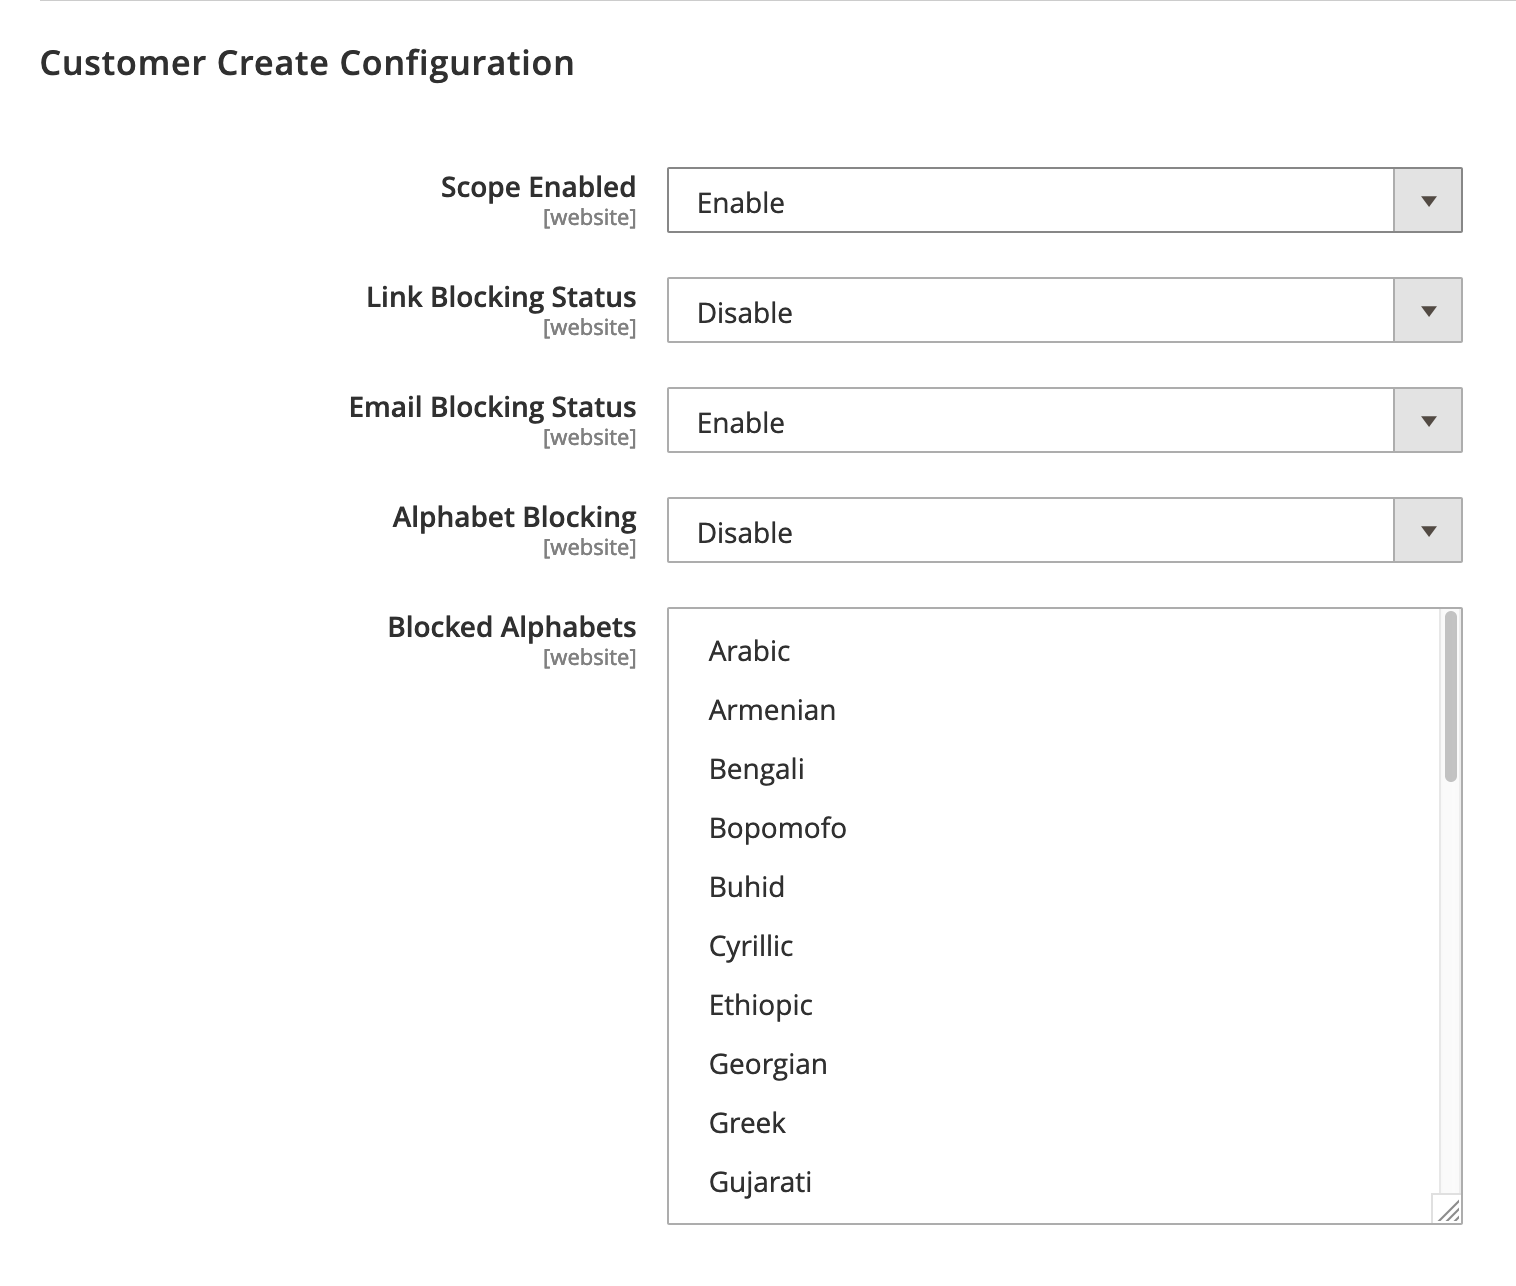 Customer Create Configuration
Scope Enabled
[website]
Enable
Link Blocking Status
[website]
Disable
Email Blocking Status
[website]
Enable
Alphabet Blocking
[website]
Disable
Blocked Alphabets
[website]
Arabic
Armenian
Bengali
Bopomofo
Buhid
Cyrillic
Ethiopic
Georgian
Greek
Gujarati